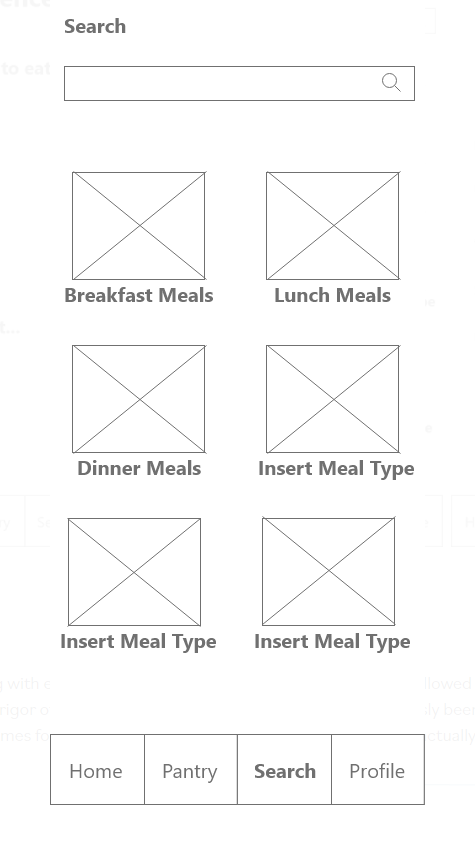 Search
Breakfast Meals
Lunch Meals
Dinner Meals
Insert Meal Type
Insert Meal Type
Insert Meal Type
Home
Pantry
Search
Profile